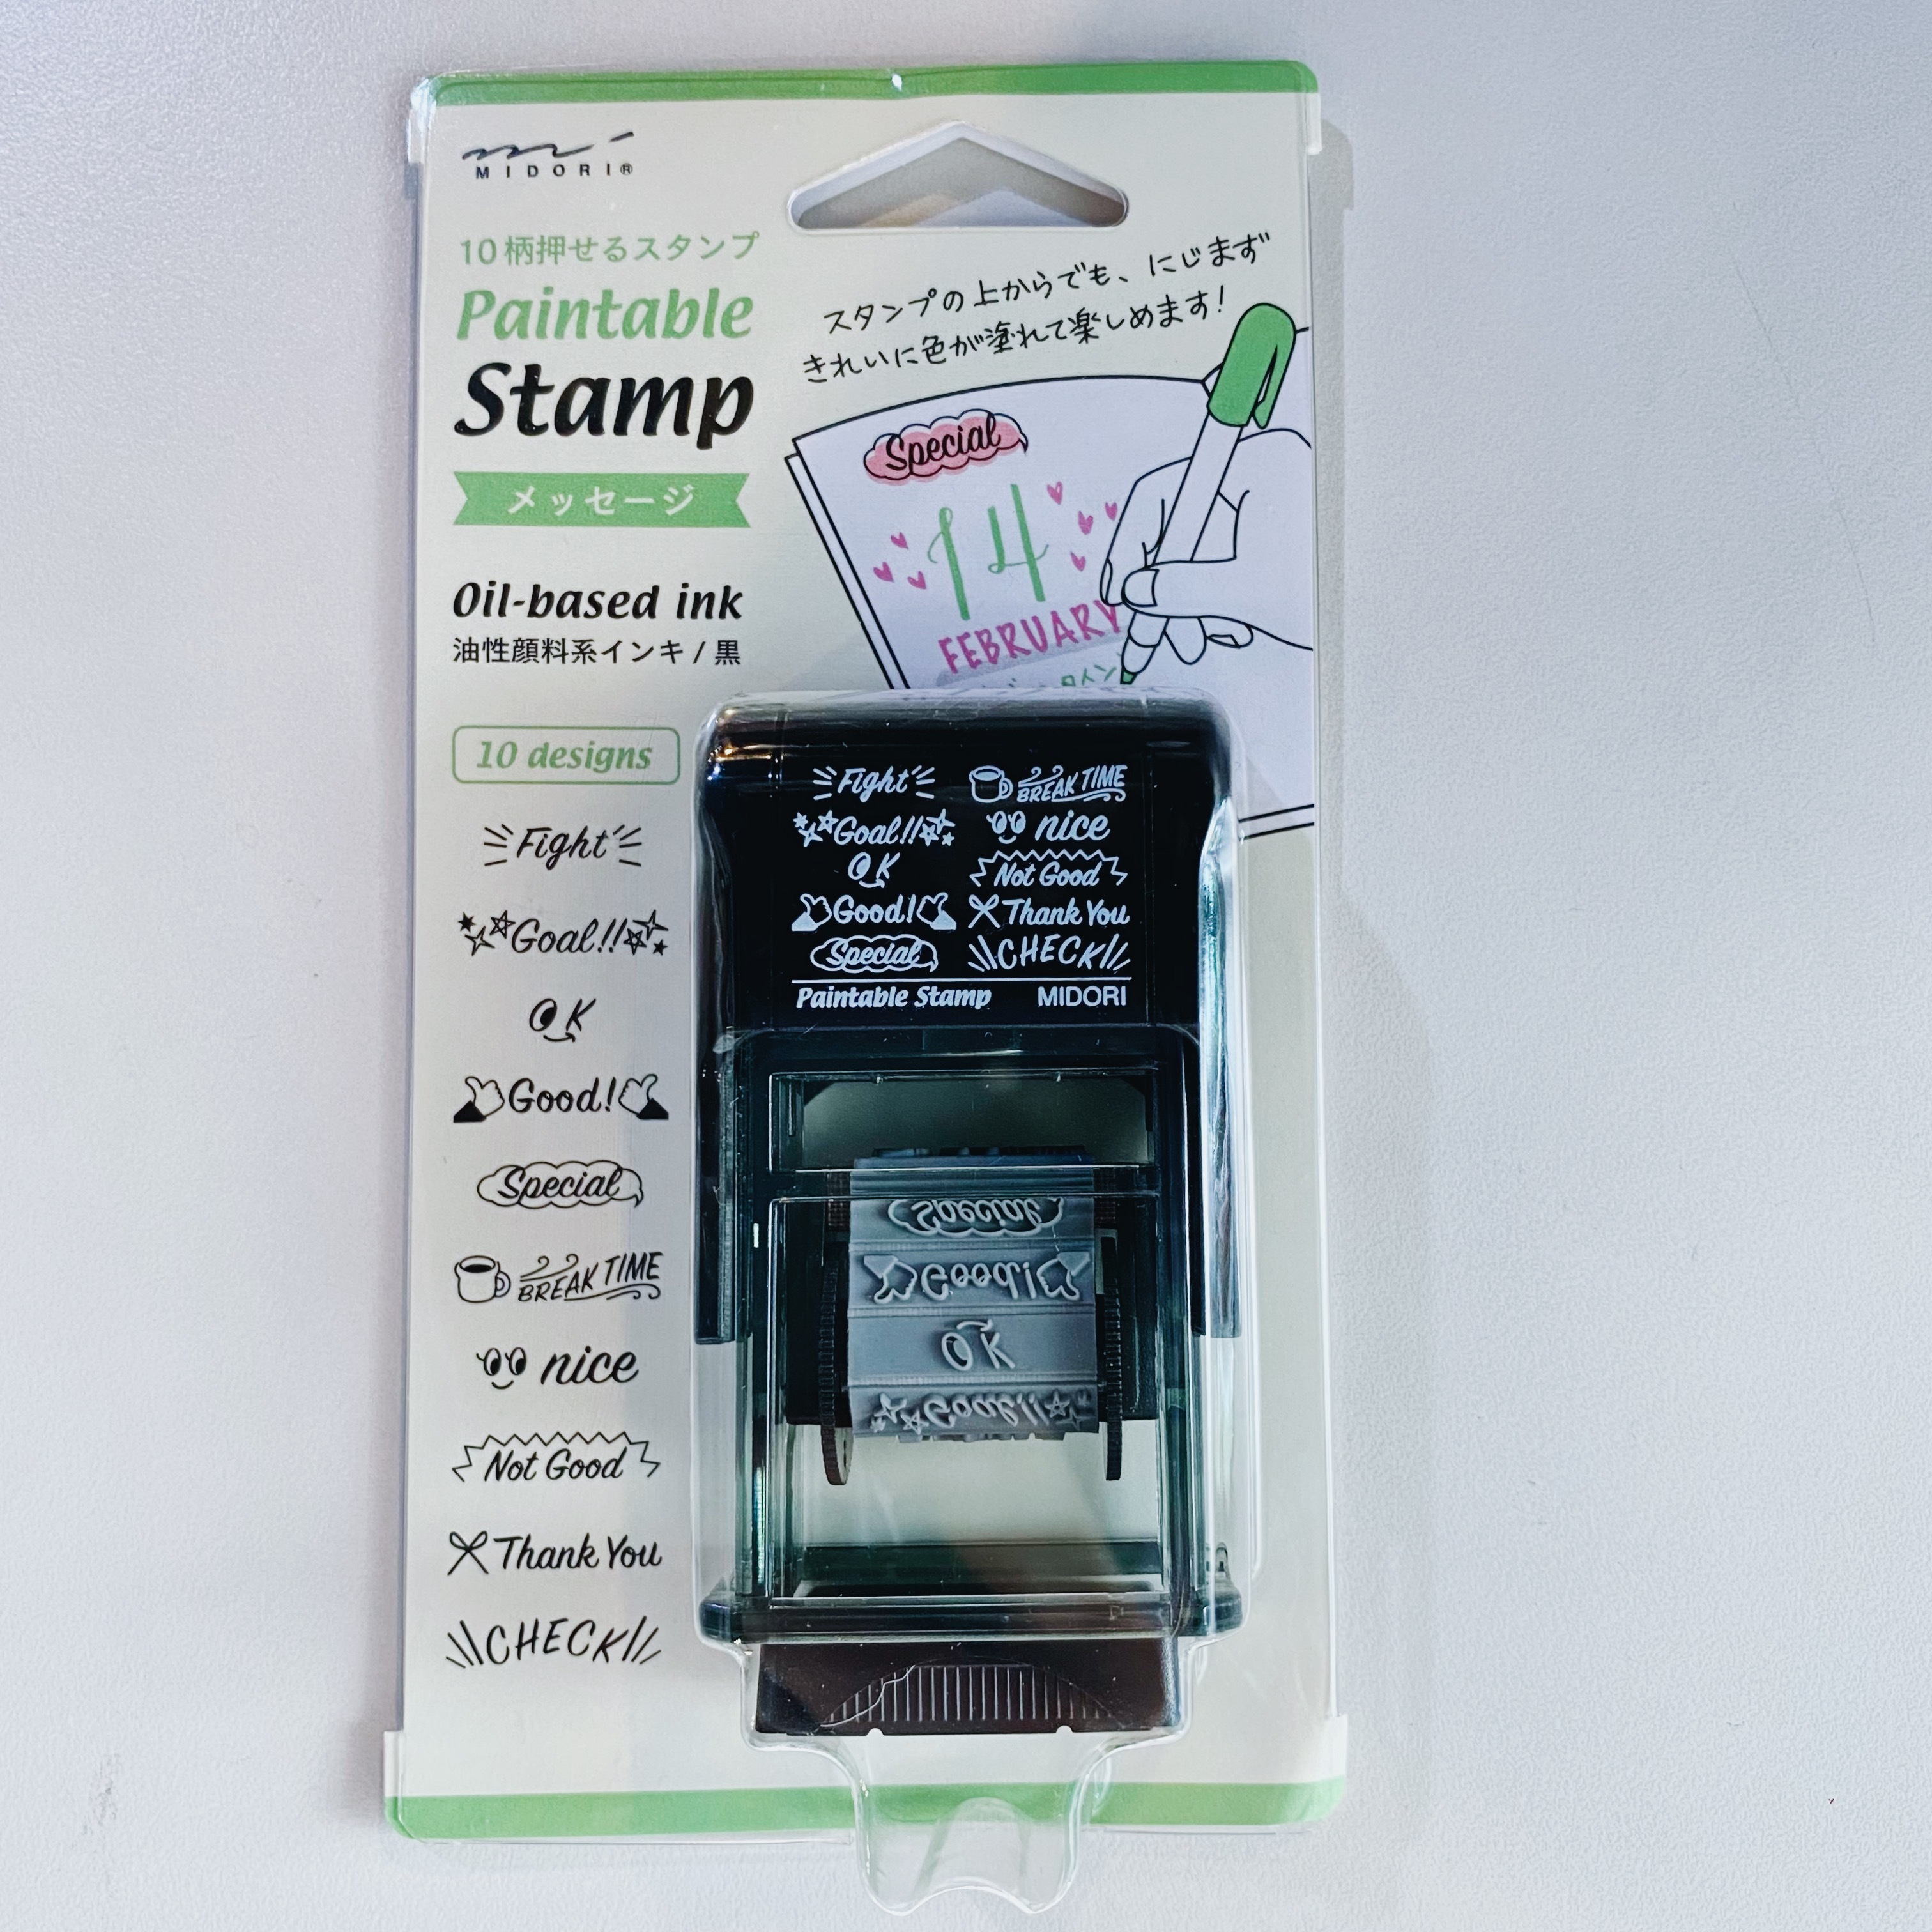 MIDORI®
10柄押せるスタンプ
Paintable
Stamp
メッセージ
スタンプの上からでも、にじまず
きれいに色が塗れて楽しめます!
Special
14
FEBRUARY
Oil-based ink
油性顔料系インキ / 黒
10 designs
Fight
Goal!!
OK
Good!
Special
BREAK TIME
nice
Not Good
Thank You
CHECK
Fight BREAK TIME
Goal!! nice
OK Not Good
Good! Thank You
Special CHECK
Paintable Stamp MIDORI
Special
Good!
OK
Goal!!